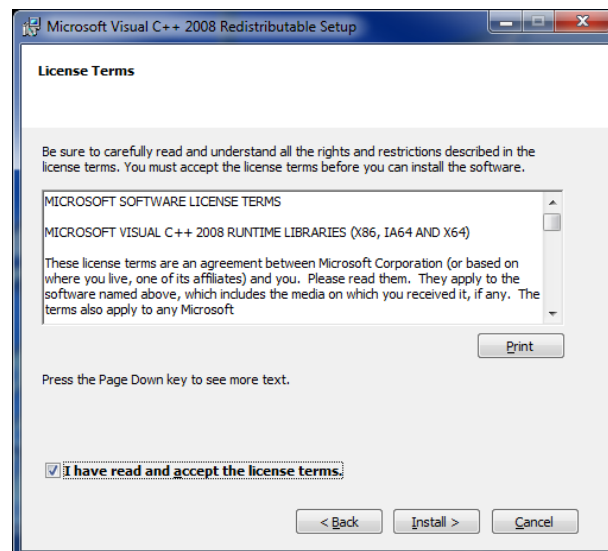 Microsoft Visual C++ 2008 Redistributable Setup
License Terms
Be sure to carefully read and understand all the rights and restrictions described in the
license terms. You must accept the license terms before you can install the software.
MICROSOFT SOFTWARE LICENSE TERMS
MICROSOFT VISUAL C++ 2008 RUNTIME LIBRARIES (X86, IA64 AND X64)
These license terms are an agreement between Microsoft Corporation (or based on
where you live, one of its affiliates) and you.  Please read them.  They apply to the
software named above, which includes the media on which you received it, if any.  The
terms also apply to any Microsoft
Print
Press the Page Down key to see more text.
I have read and accept the license terms.
< Back Install > Cancel